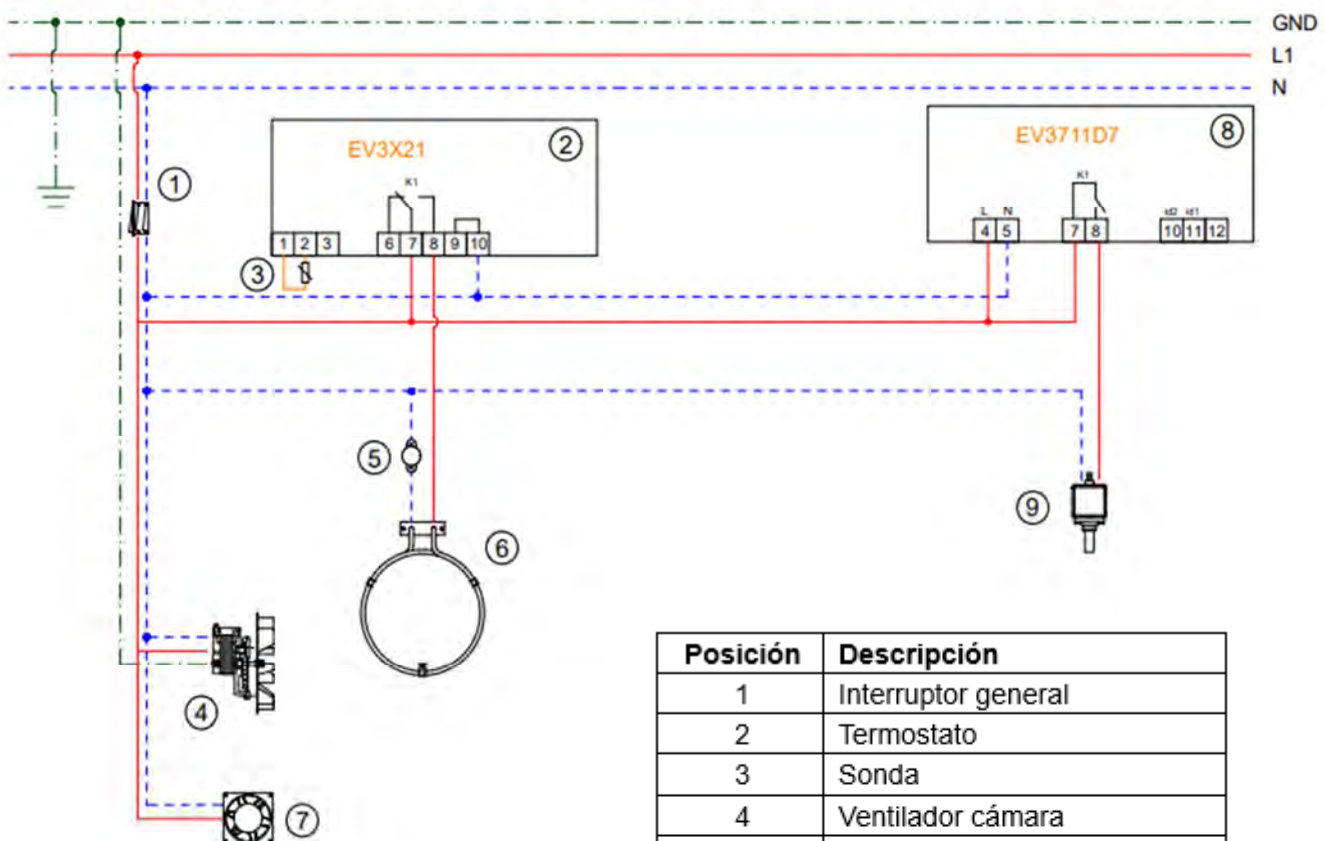 GND
L1
N
EV3X21
2
EV3711D7
8
K1
K1
1
L N
id2 id1
1 2 3
6 7 8 9 10
4 5
7 8
10 11 12
3
5
9
6
4
7
Posición Descripción
1 Interruptor general
2 Termostato
3 Sonda
4 Ventilador cámara